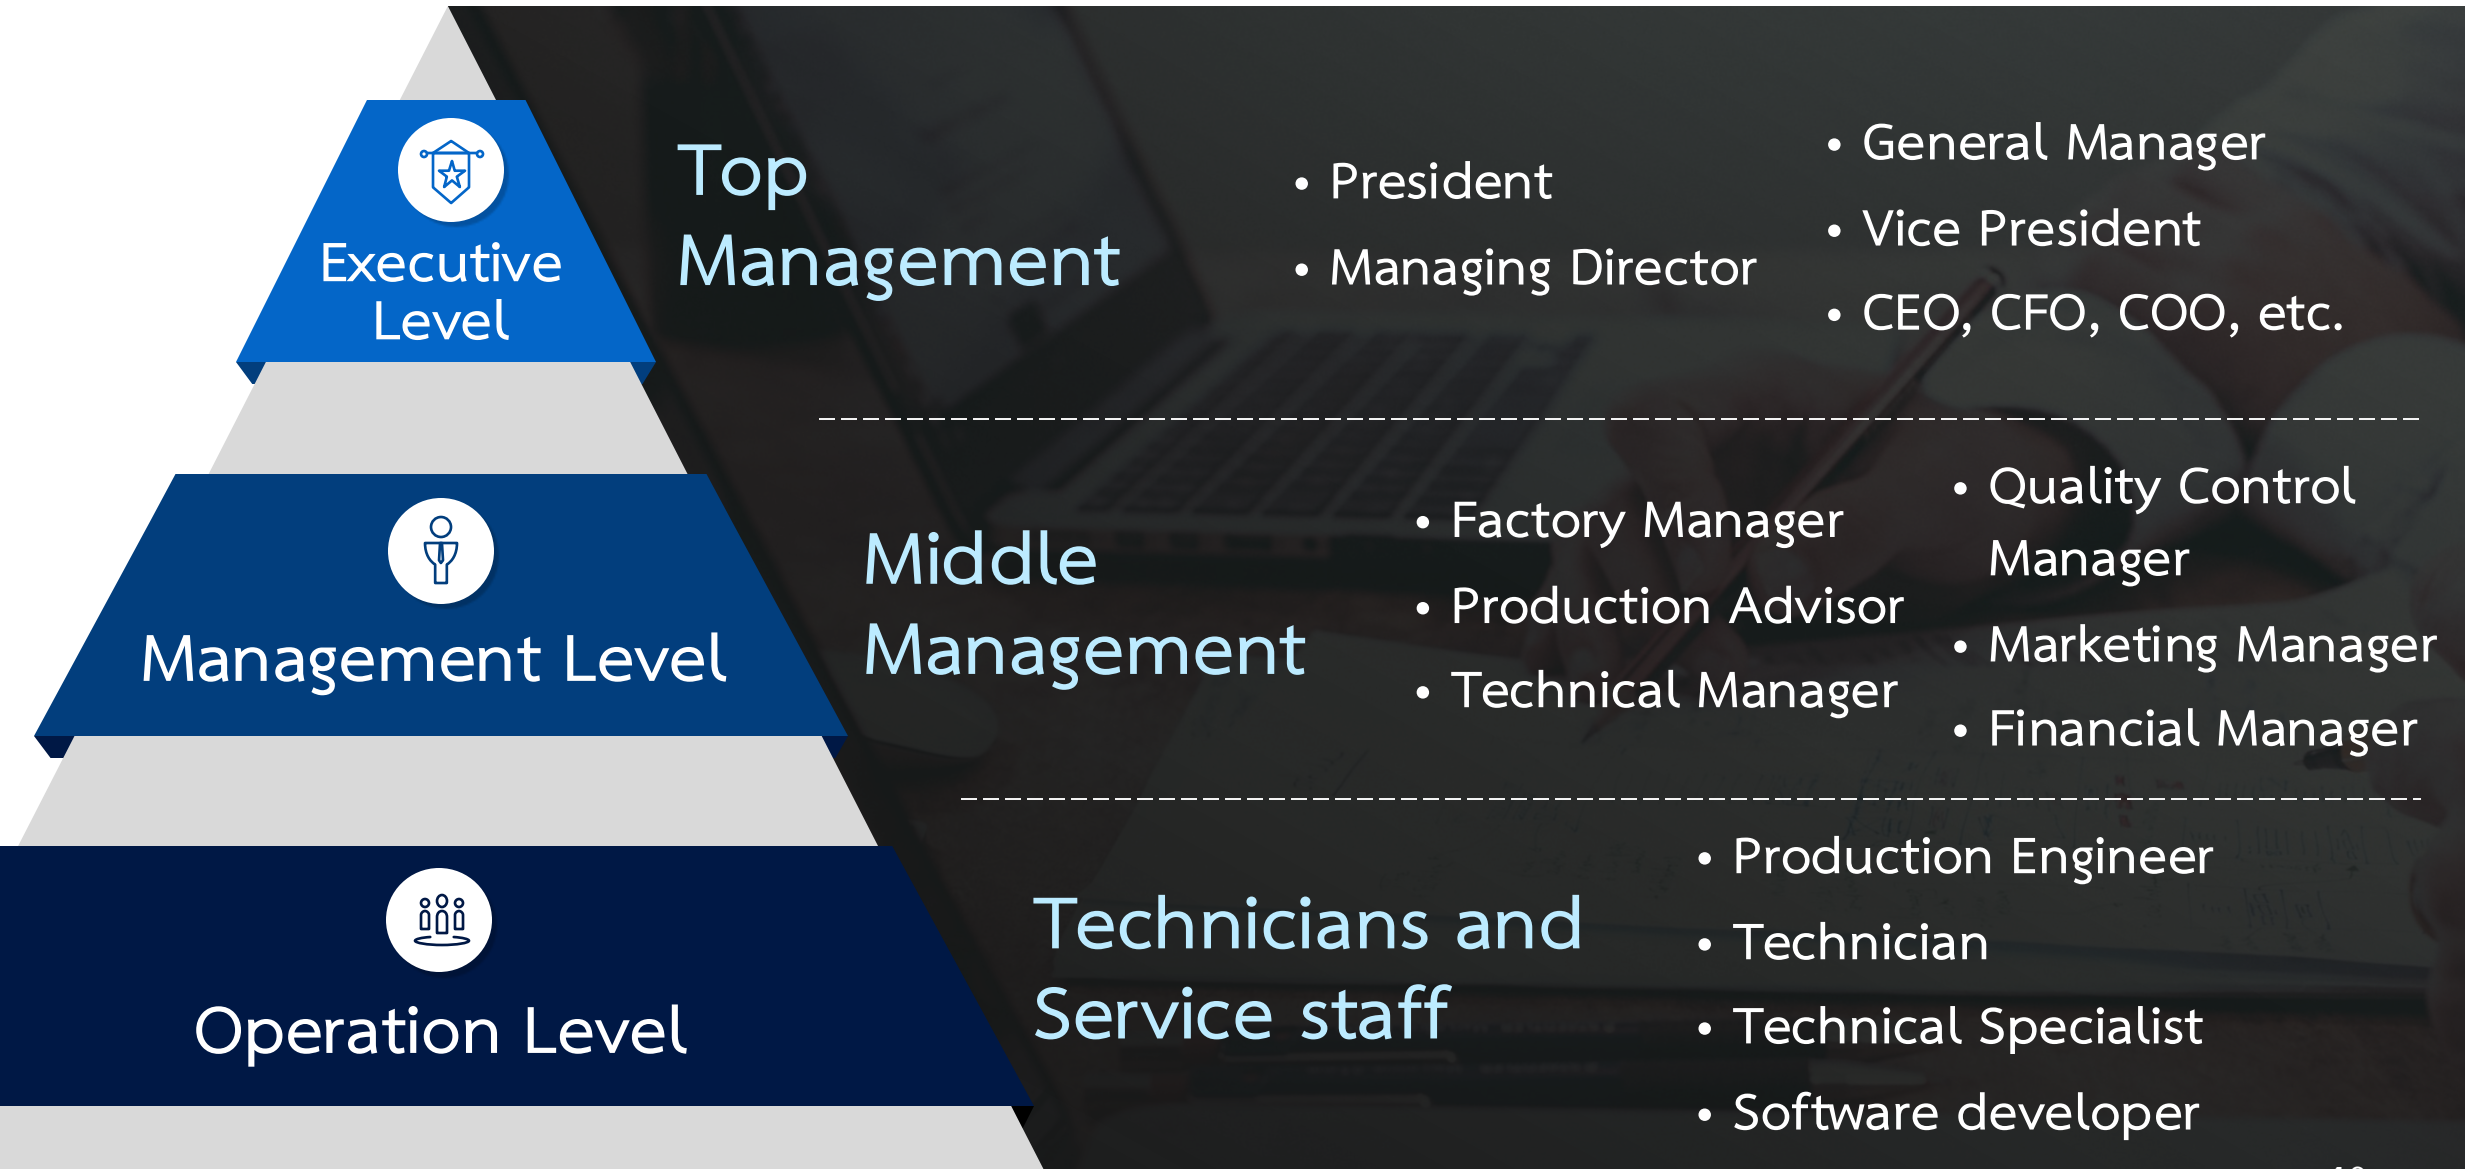 Executive
Level
Top
Management
• President
• Managing Director
• General Manager
• Vice President
• CEO, CFO, COO, etc.
Management Level
Middle
Management
• Factory Manager
• Production Advisor
• Technical Manager
• Quality Control
Manager
• Marketing Manager
• Financial Manager
Operation Level
Technicians and
Service staff
• Production Engineer
• Technician
• Technical Specialist
• Software developer